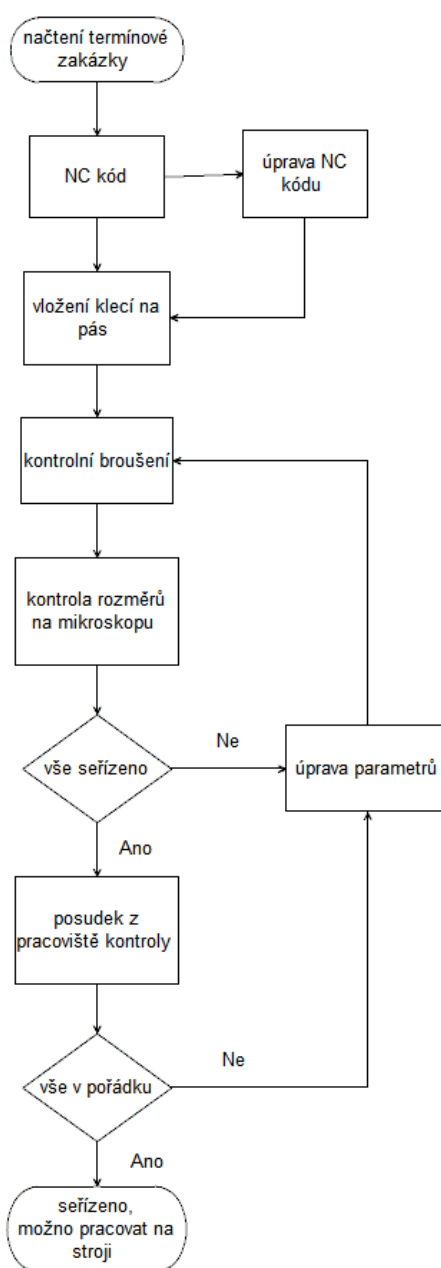 načtení termínové
zakázky
NC kód
úprava NC
kódu
vložení klecí na
pás
kontrolní broušení
kontrola rozměrů
na mikroskopu
vše seřízeno
Ne
úprava parametrů
Ano
posudek z
pracoviště kontroly
vše v pořádku
Ne
Ano
seřízeno,
možno pracovat na
stroji